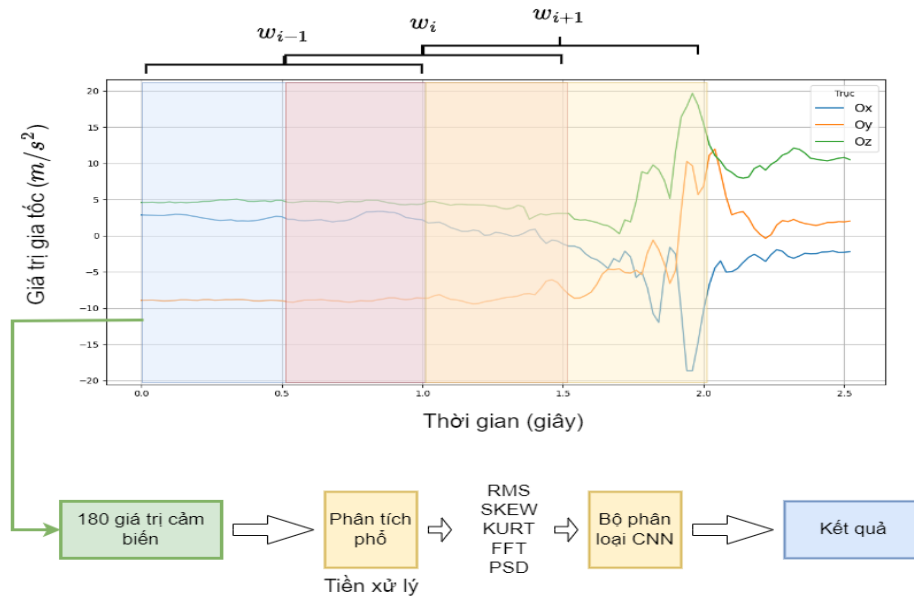 w_{i-1}
w_i
w_{i+1}
Giá trị gia tốc (m/s^2)
20
15
10
5
0
−5
−10
−15
−20
Trục
Ox
Oy
Oz
0.0 0.5 1.0 1.5 2.0 2.5
Thời gian (giây)
180 giá trị cảm
biến
Phân tích
phổ
Tiền xử lý
RMS
SKEW
KURT
FFT
PSD
Bộ phân
loại CNN
Kết quả